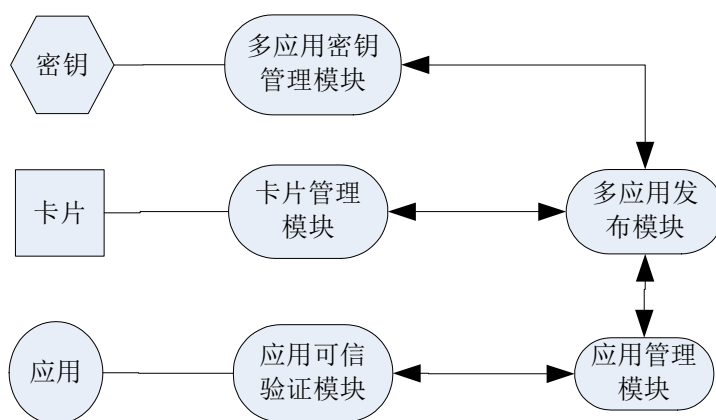 密钥
多应用密钥
管理模块
卡片
卡片管理
模块
多应用发
布模块
应用
应用可信
验证模块
应用管理
模块